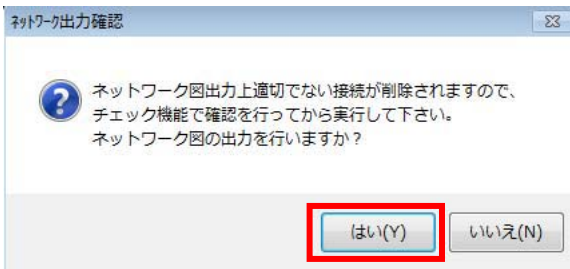 ネットワーク出力確認
ネットワーク図出力上適切でない接続が削除されますので、
チェック機能で確認を行ってから実行して下さい。
ネットワーク図の出力を行いますか？
はい(Y)
いいえ(N)